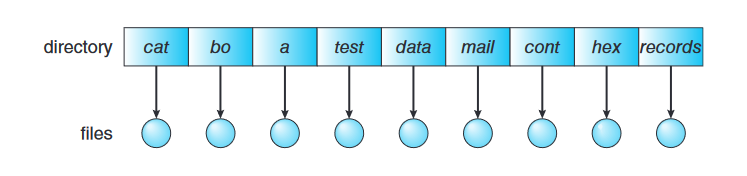 directory cat bo a test data mail cont hex records
files